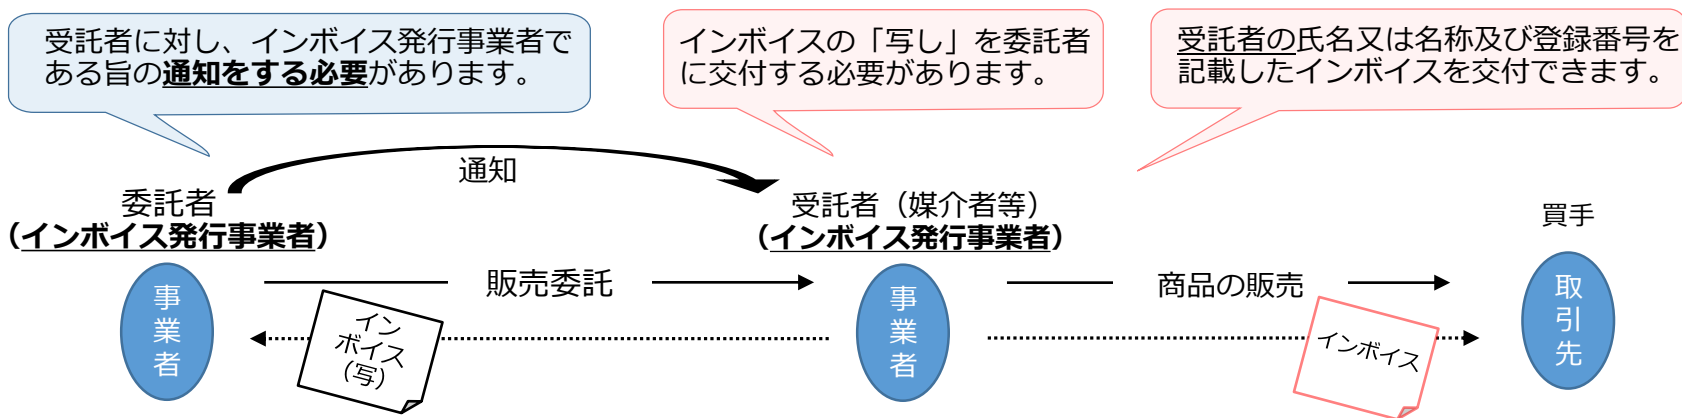 受託者に対し、インボイス発行事業者で
ある旨の通知をする必要があります。
インボイスの「写し」を委託者
に交付する必要があります。
受託者の氏名又は名称及び登録番号を
記載したインボイスを交付できます。
通知
委託者
（インボイス発行事業者）
受託者（媒介者等）
（インボイス発行事業者）
買手
事業者
販売委託
事業者
商品の販売
取引先
イン
ボイス
（写）
インボイス